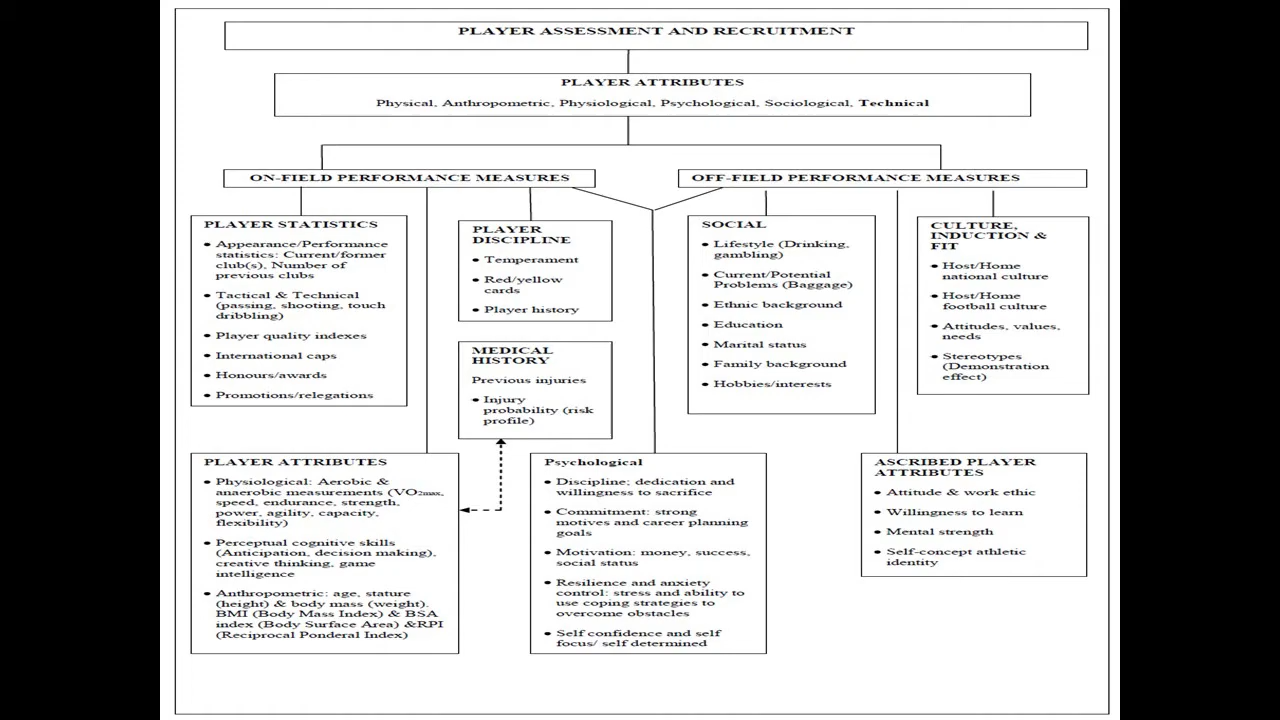 PLAYER ASSESSMENT AND RECRUITMENT
PLAYER ATTRIBUTES
Physical, Anthropometric, Physiological, Psychological, Sociological, Technical
ON-FIELD PERFORMANCE MEASURES
OFF-FIELD PERFORMANCE MEASURES
PLAYER STATISTICS
• Appearance/Performance
statistics: Current/former
club(s), Number of
previous clubs
• Tactical & Technical
(passing, shooting, touch
dribbling)
• Player quality indexes
• International caps
• Honours/awards
• Promotions/relegations
PLAYER
DISCIPLINE
• Temperament
• Red/yellow
cards
• Player history
MEDICAL
HISTORY
Previous injuries
• Injury
probability (risk
profile)
SOCIAL
• Lifestyle (Drinking,
gambling)
• Current/Potential
Problems (Baggage)
• Ethnic background
• Education
• Marital status
• Family background
• Hobbies/interests
CULTURE,
INDUCTION &
FIT
• Host/Home
national culture
• Host/Home
football culture
• Attitudes, values,
needs
• Stereotypes
(Demonstration
effect)
PLAYER ATTRIBUTES
• Physiological: Aerobic &
anaerobic measurements (VO2max,
speed, endurance, strength,
power, agility, capacity,
flexibility)
• Perceptual cognitive skills
(Anticipation, decision making),
creative thinking, game
intelligence
• Anthropometric: age, stature
(height) & body mass (weight).
BMI (Body Mass Index) & BSA
index (Body Surface Area) &RPI
(Reciprocal Ponderal Index)
Psychological
• Discipline; dedication and
willingness to sacrifice
• Commitment: strong
motives and career planning
goals
• Motivation: money, success,
social status
• Resilience and anxiety
control: stress and ability to
use coping strategies to
overcome obstacles
• Self confidence and self
focus/ self determined
ASCRIBED PLAYER
ATTRIBUTES
• Attitude & work ethic
• Willingness to learn
• Mental strength
• Self-concept athletic
identity